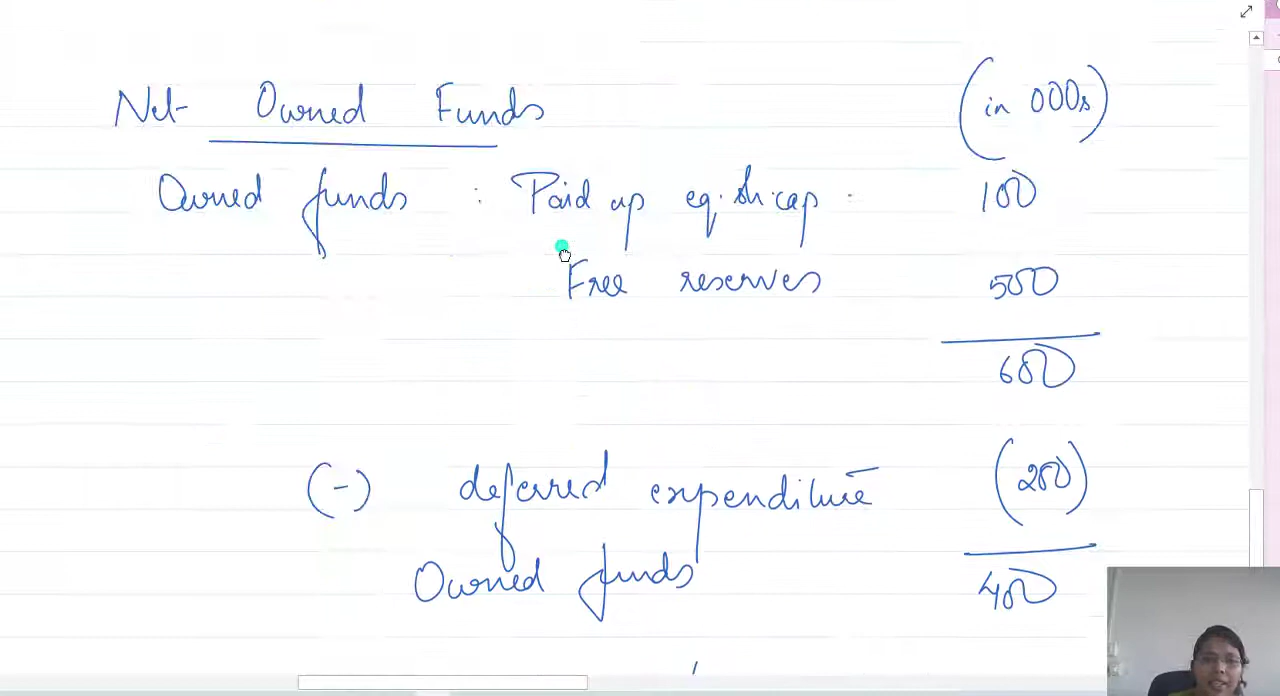 Net Owned Funds (in 000s)
Owned funds : Paid up eq. sh. cap : 100
Free reserves 500
600
(-) deferred expenditure (200)
Owned funds 400